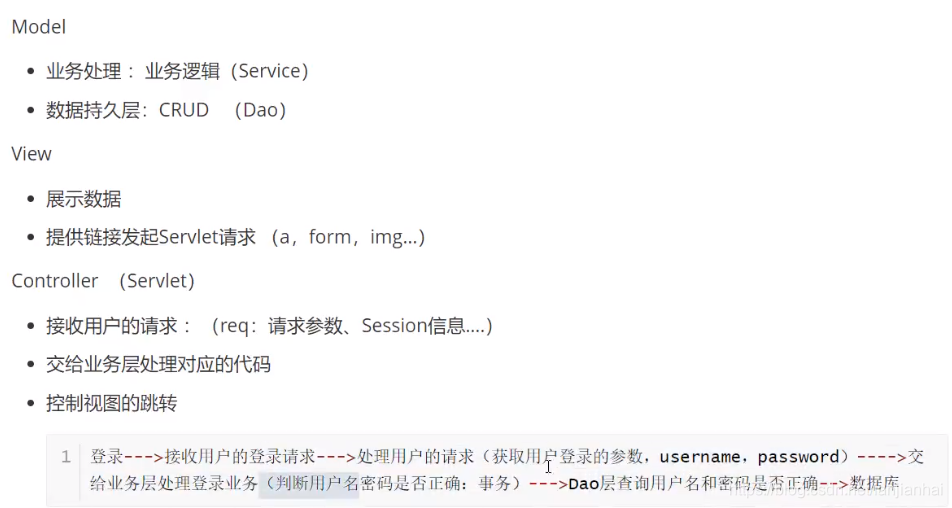 Model
业务处理 ：业务逻辑（Service）
数据持久层：CRUD （Dao）
View
展示数据
提供链接发起Servlet请求 （a，form，img…）
Controller （Servlet）
接收用户的请求 ：（req：请求参数、Session信息….）
交给业务层处理对应的代码
控制视图的跳转
1 登录--->接收用户的登录请求--->处理用户的请求（获取用户登录的参数，username，password）---->交
给业务层处理登录业务（判断用户名密码是否正确：事务）--->Dao层查询用户名和密码是否正确-->数据库